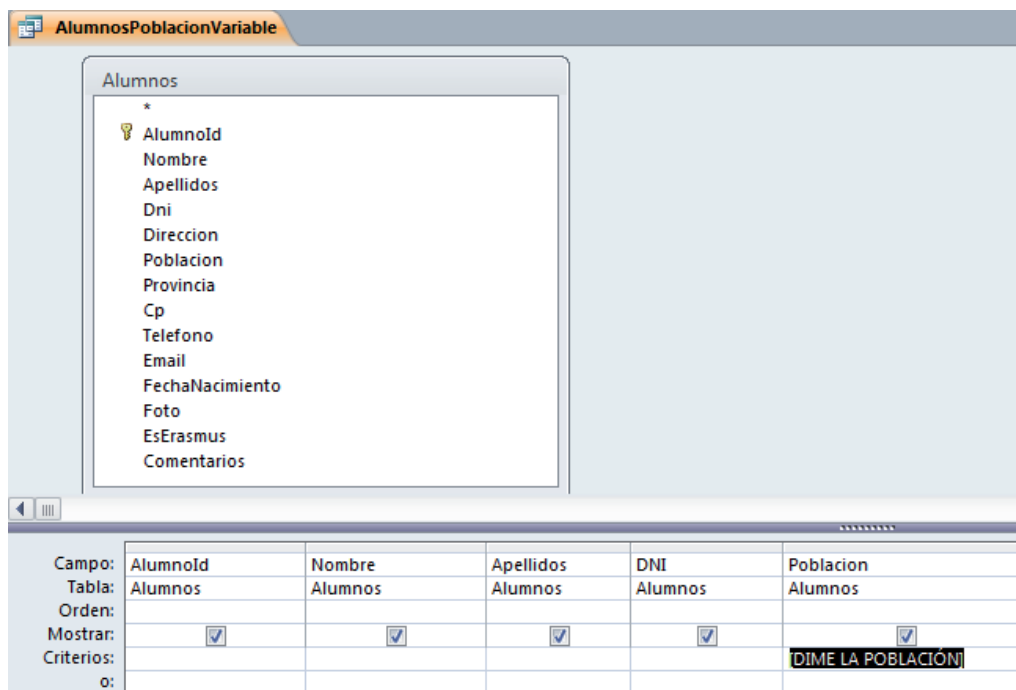 AlumnosPoblacionVariable
Alumnos
*
AlumnoId
Nombre
Apellidos
Dni
Direccion
Poblacion
Provincia
Cp
Telefono
Email
FechaNacimiento
Foto
EsErasmus
Comentarios
Campo: AlumnoId Nombre Apellidos DNI Poblacion
Tabla: Alumnos Alumnos Alumnos Alumnos Alumnos
Orden:
Mostrar:
Criterios: [DIME LA POBLACIÓN]
o: